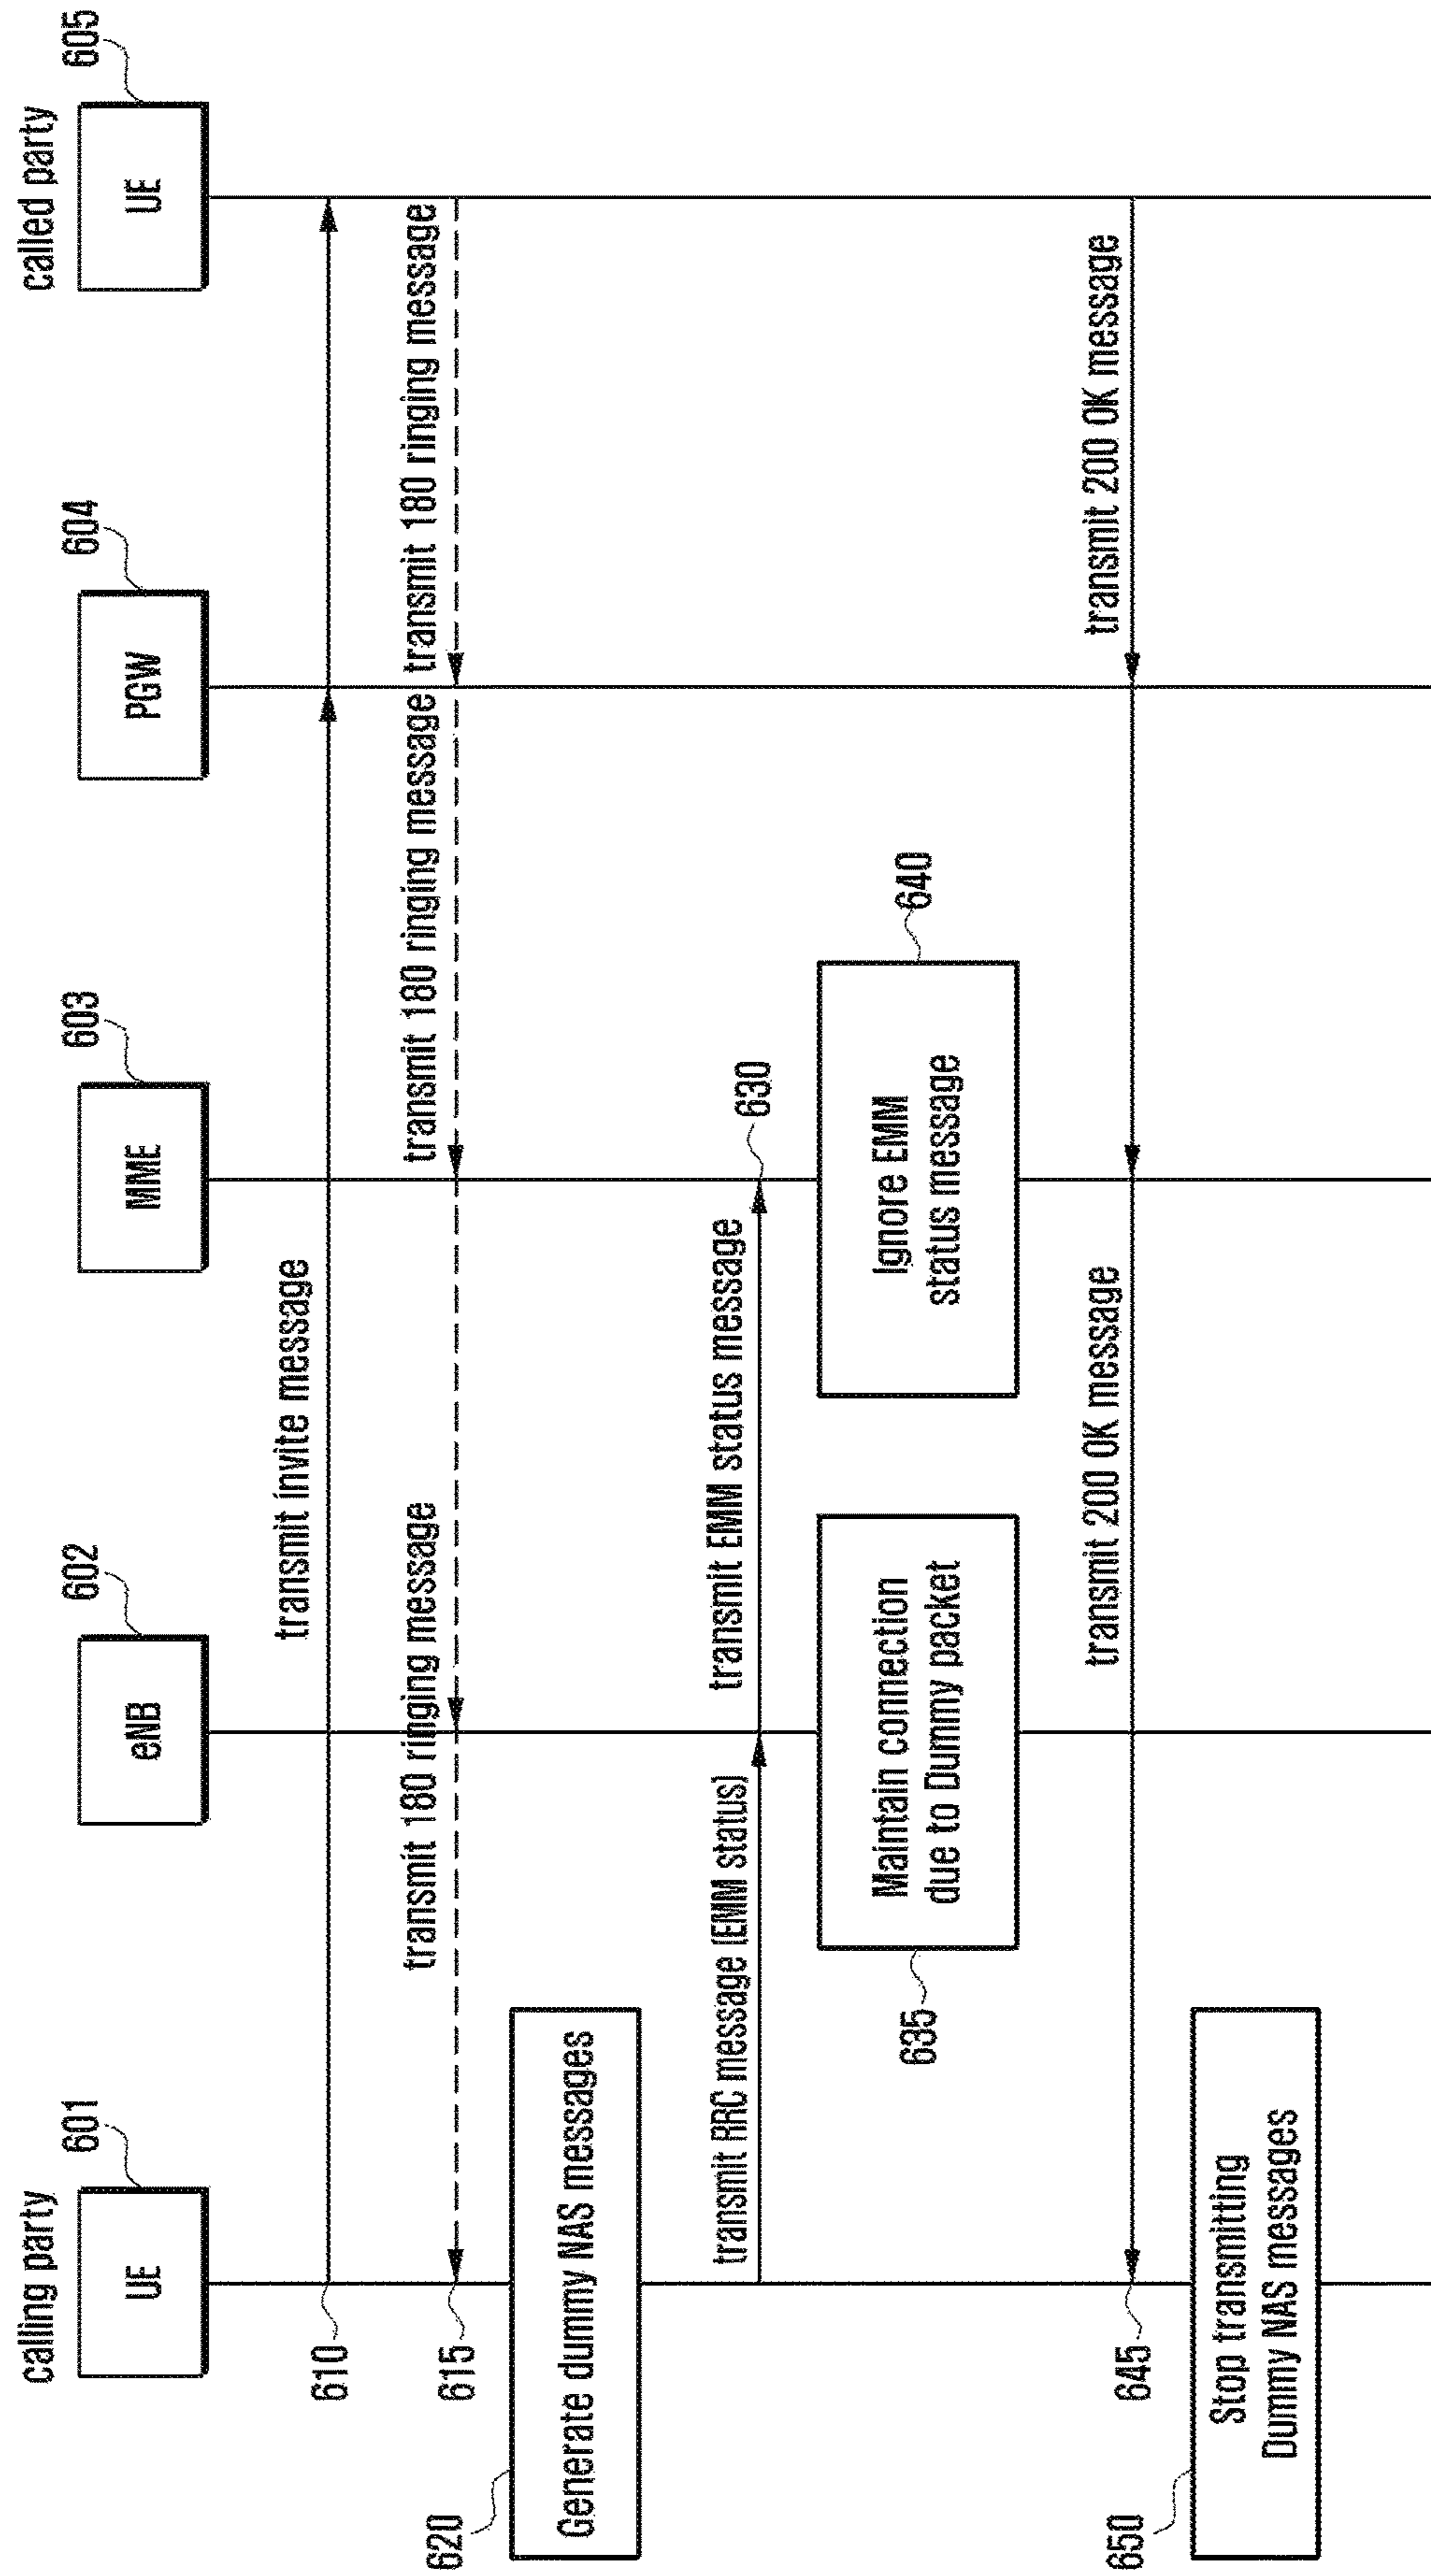 calling party
called party
601
602
603
604
605
UE
eNB
MME
PGW
UE
transmit invite message
610
transmit 180 ringing message
transmit 180 ringing message
transmit 180 ringing message
615
620
Generate dummy NAS messages
transmit RRC message (EMM status)
transmit EMM status message
630
635
Maintain connection
due to Dummy packet
Ignore EMM
status message
640
transmit 200 OK message
transmit 200 OK message
645
650
Stop transmitting
Dummy NAS messages